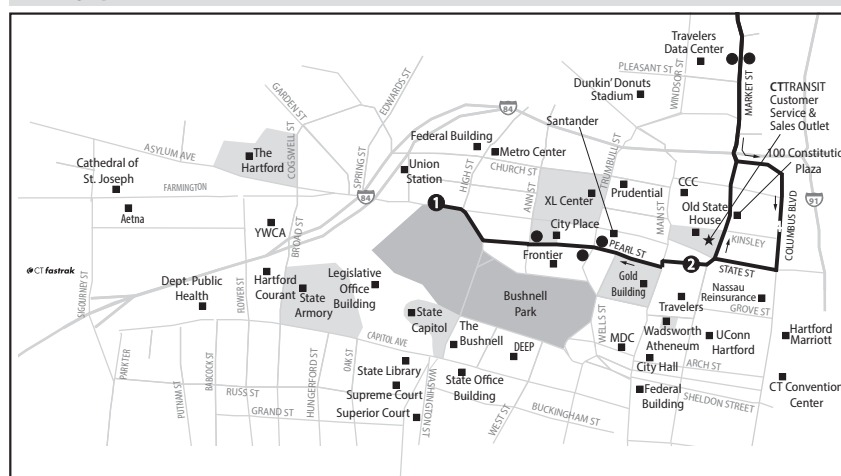 Travelers
Data Center
PLEASANT ST
WINDSOR ST
MARKET ST
Dunkin' Donuts
Stadium
CTTRANSIT
Customer
Service &
Sales Outlet
EDWARDS ST
GARDEN ST
84
Santander
100 Constitution
Plaza
Federal Building
Metro Center
TRUMBULL ST
ASYLUM AVE
The
Hartford
COGSWELL ST
SPRING ST
Union
Station
HIGH ST
CHURCH ST
Cathedral of
St. Joseph
FARMINGTON
84
ANN ST
XL Center
Prudential
CCC
91
Aetna
1
City Place
MAIN ST
Old State
House
COLUMBUS BLVD
YWCA
BROAD ST
PEARL ST
KINSLEY
CT fastrak
Frontier
2
STATE ST
SIGOURNEY ST
Dept. Public
Health
FLOWER ST
Hartford
Courant
State
Armory
Legislative
Office
Building
Gold
Building
Nassau
Reinsurance
Bushnell
Park
Travelers
GROVE ST
State
Capitol
WELLS ST
Wadsworth
Atheneum
UConn
Hartford
Hartford
Marriott
CAPITOL AVE
The
Bushnell
DEEP
MDC
PARKTER
PUTNAM ST
BABCOCK ST
HUNGERFORD ST
OAK ST
City Hall
ARCH ST
State Library
RUSS ST
Supreme Court
WASHINGTON ST
State Office
Building
Federal
Building
SHELDON STREET
CT Convention
Center
GRAND ST
Superior Court
WEST ST
BUCKINGHAM ST